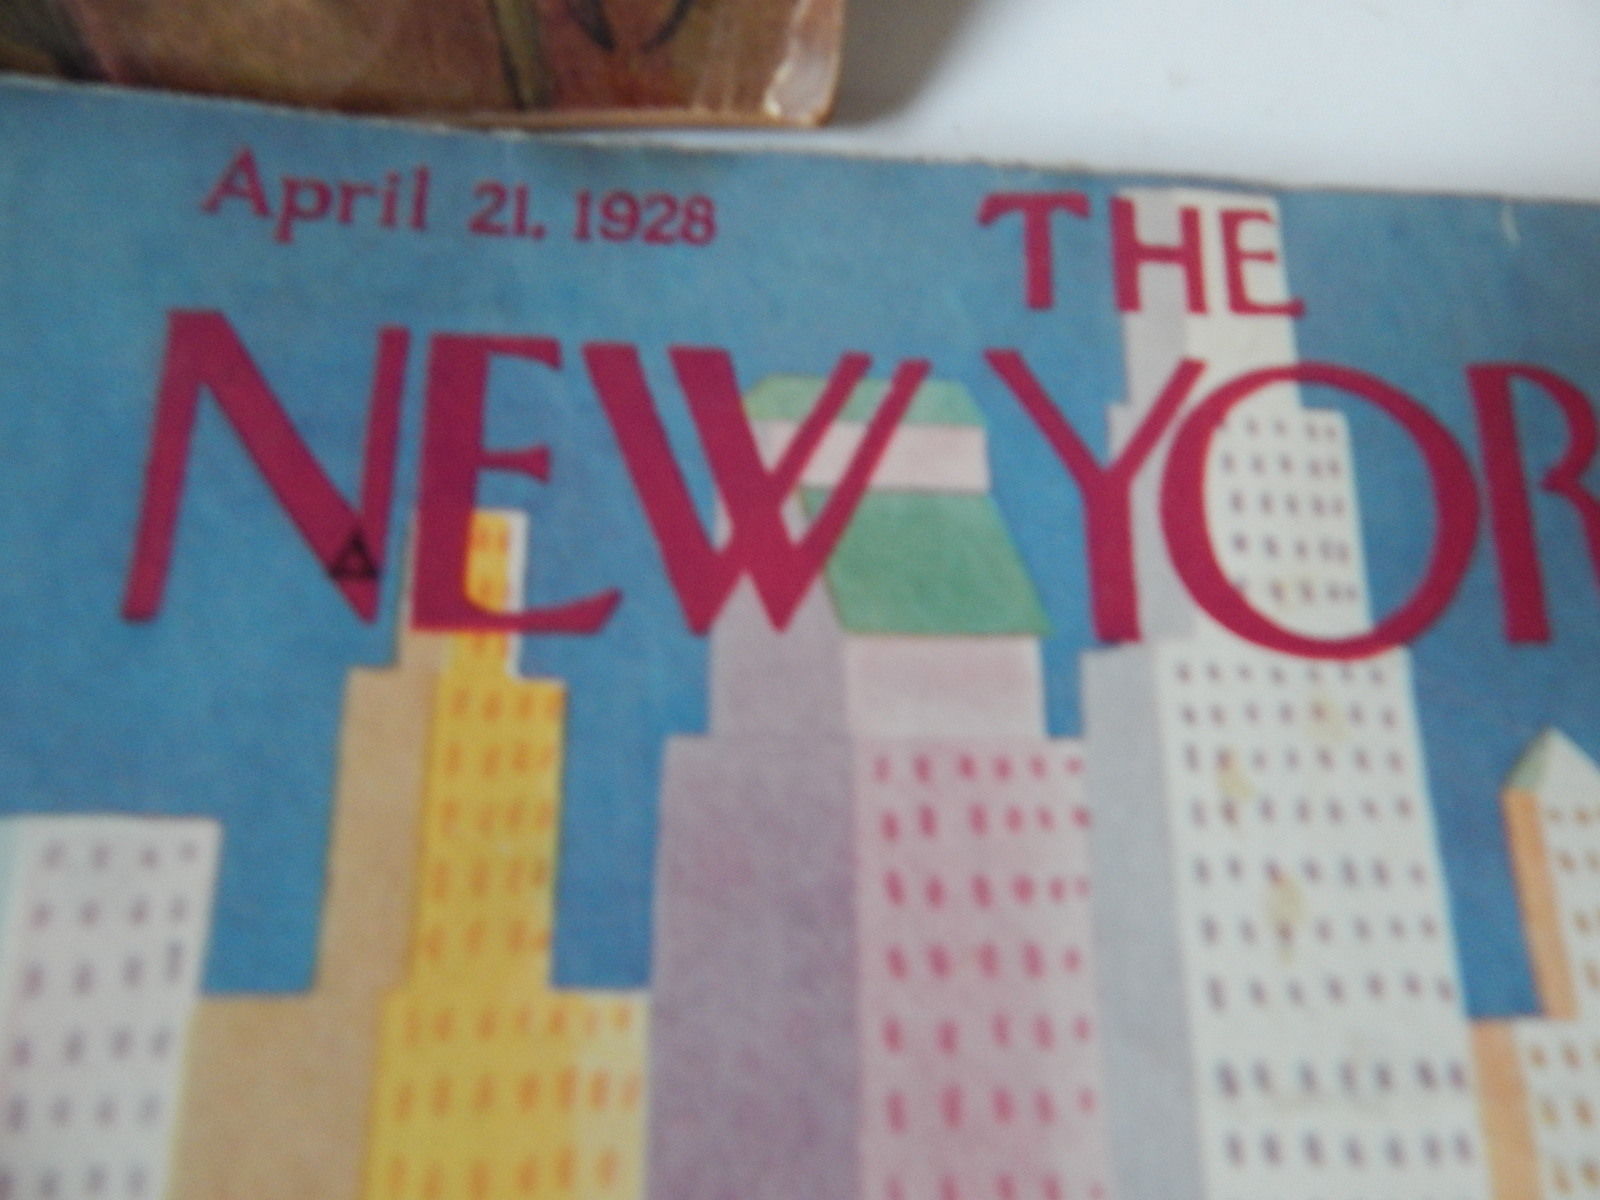 April 21, 1928
THE
NEW YOR